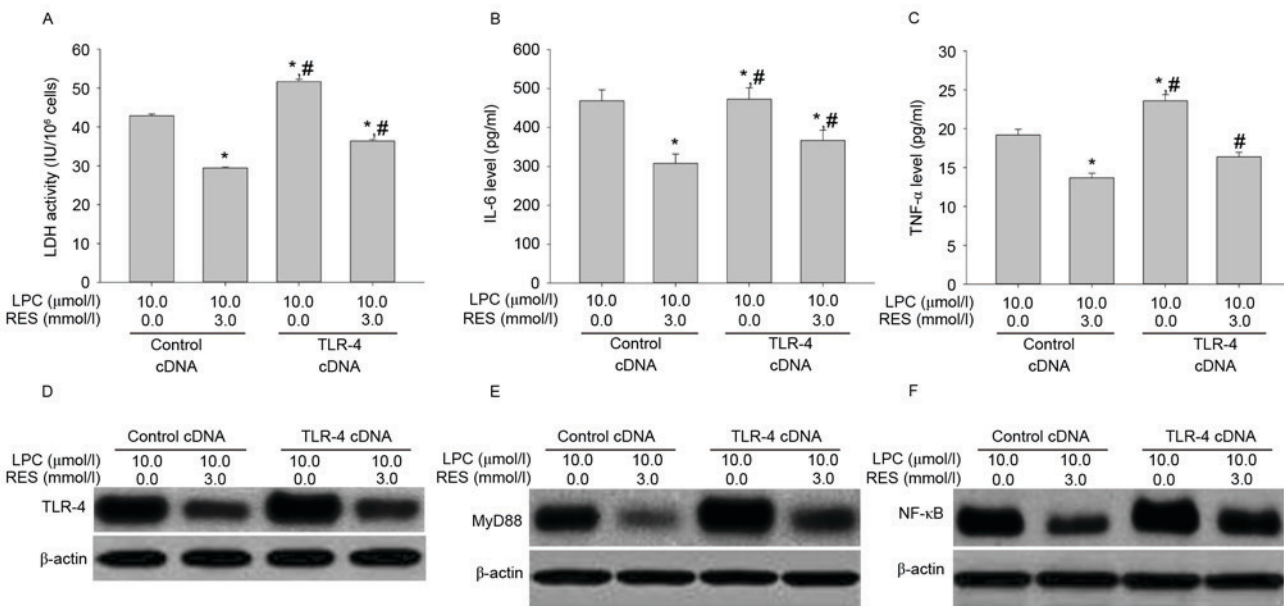 A
LDH activity (IU/10⁶ cells)
60
50
40
30
20
10
0
*
*,#
*,#
LPC (μmol/l) 10.0 10.0 10.0 10.0
RES (mmol/l) 0.0 3.0 0.0 3.0
Control cDNA TLR-4 cDNA
B
IL-6 level (pg/ml)
600
500
400
300
200
100
0
*
*,#
*,#
LPC (μmol/l) 10.0 10.0 10.0 10.0
RES (mmol/l) 0.0 3.0 0.0 3.0
Control cDNA TLR-4 cDNA
C
TNF-α level (pg/ml)
30
25
20
15
10
5
0
*
*,#
#
LPC (μmol/l) 10.0 10.0 10.0 10.0
RES (mmol/l) 0.0 3.0 0.0 3.0
Control cDNA TLR-4 cDNA
D
Control cDNA TLR-4 cDNA
LPC (μmol/l) 10.0 10.0 10.0 10.0
RES (mmol/l) 0.0 3.0 0.0 3.0
TLR-4
β-actin
E
Control cDNA TLR-4 cDNA
LPC (μmol/l) 10.0 10.0 10.0 10.0
RES (mmol/l) 0.0 3.0 0.0 3.0
MyD88
β-actin
F
Control cDNA TLR-4 cDNA
LPC (μmol/l) 10.0 10.0 10.0 10.0
RES (mmol/l) 0.0 3.0 0.0 3.0
NF-κB
β-actin